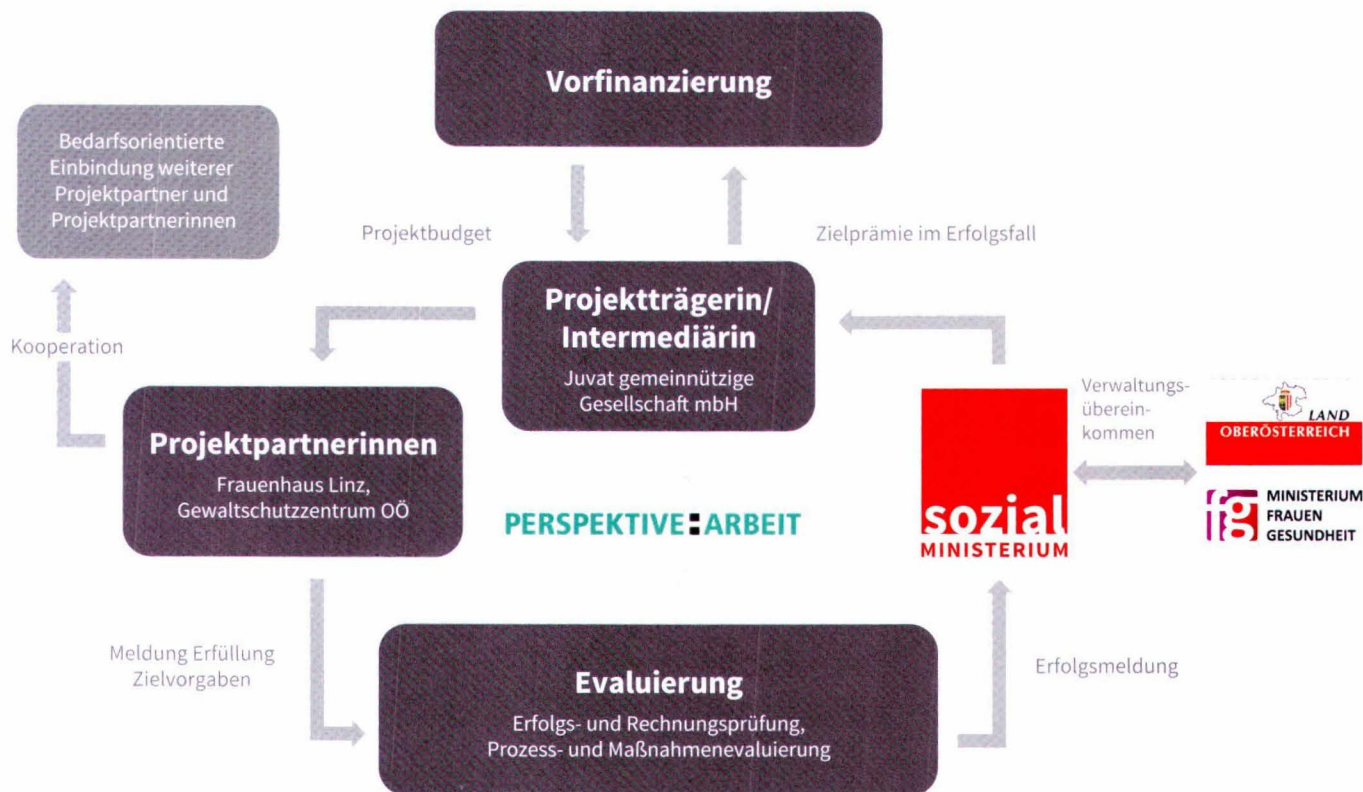 Vorfinanzierung
Bedarfsorientierte
Einbindung weiterer
Projektpartner und
Projektpartnerinnen
Projektbudget
Zielprämie im Erfolgsfall
Projektträgerin/
Intermediärin
Juvat gemeinnützige
Gesellschaft mbH
Kooperation
Projektpartnerinnen
Frauenhaus Linz,
Gewaltschutzzentrum OÖ
PERSPEKTIVE:ARBEIT
sozial
MINISTERIUM
Verwaltungs-
überein-
kommen
LAND
OBERÖSTERREICH
fg
MINISTERIUM
FRAUEN
GESUNDHEIT
Meldung Erfüllung
Zielvorgaben
Evaluierung
Erfolgs- und Rechnungsprüfung,
Prozess- und Maßnahmenevaluierung
Erfolgsmeldung